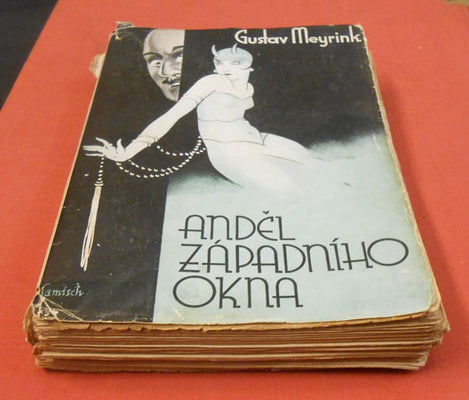 Gustav Meyrink
ANDĚL
ZÁPADNÍHO
OKNA